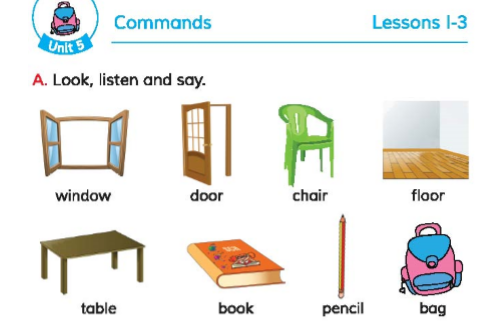 Commands
Lessons 1-3
Unit 5
A. Look, listen and say.
window door chair floor
table book pencil bag